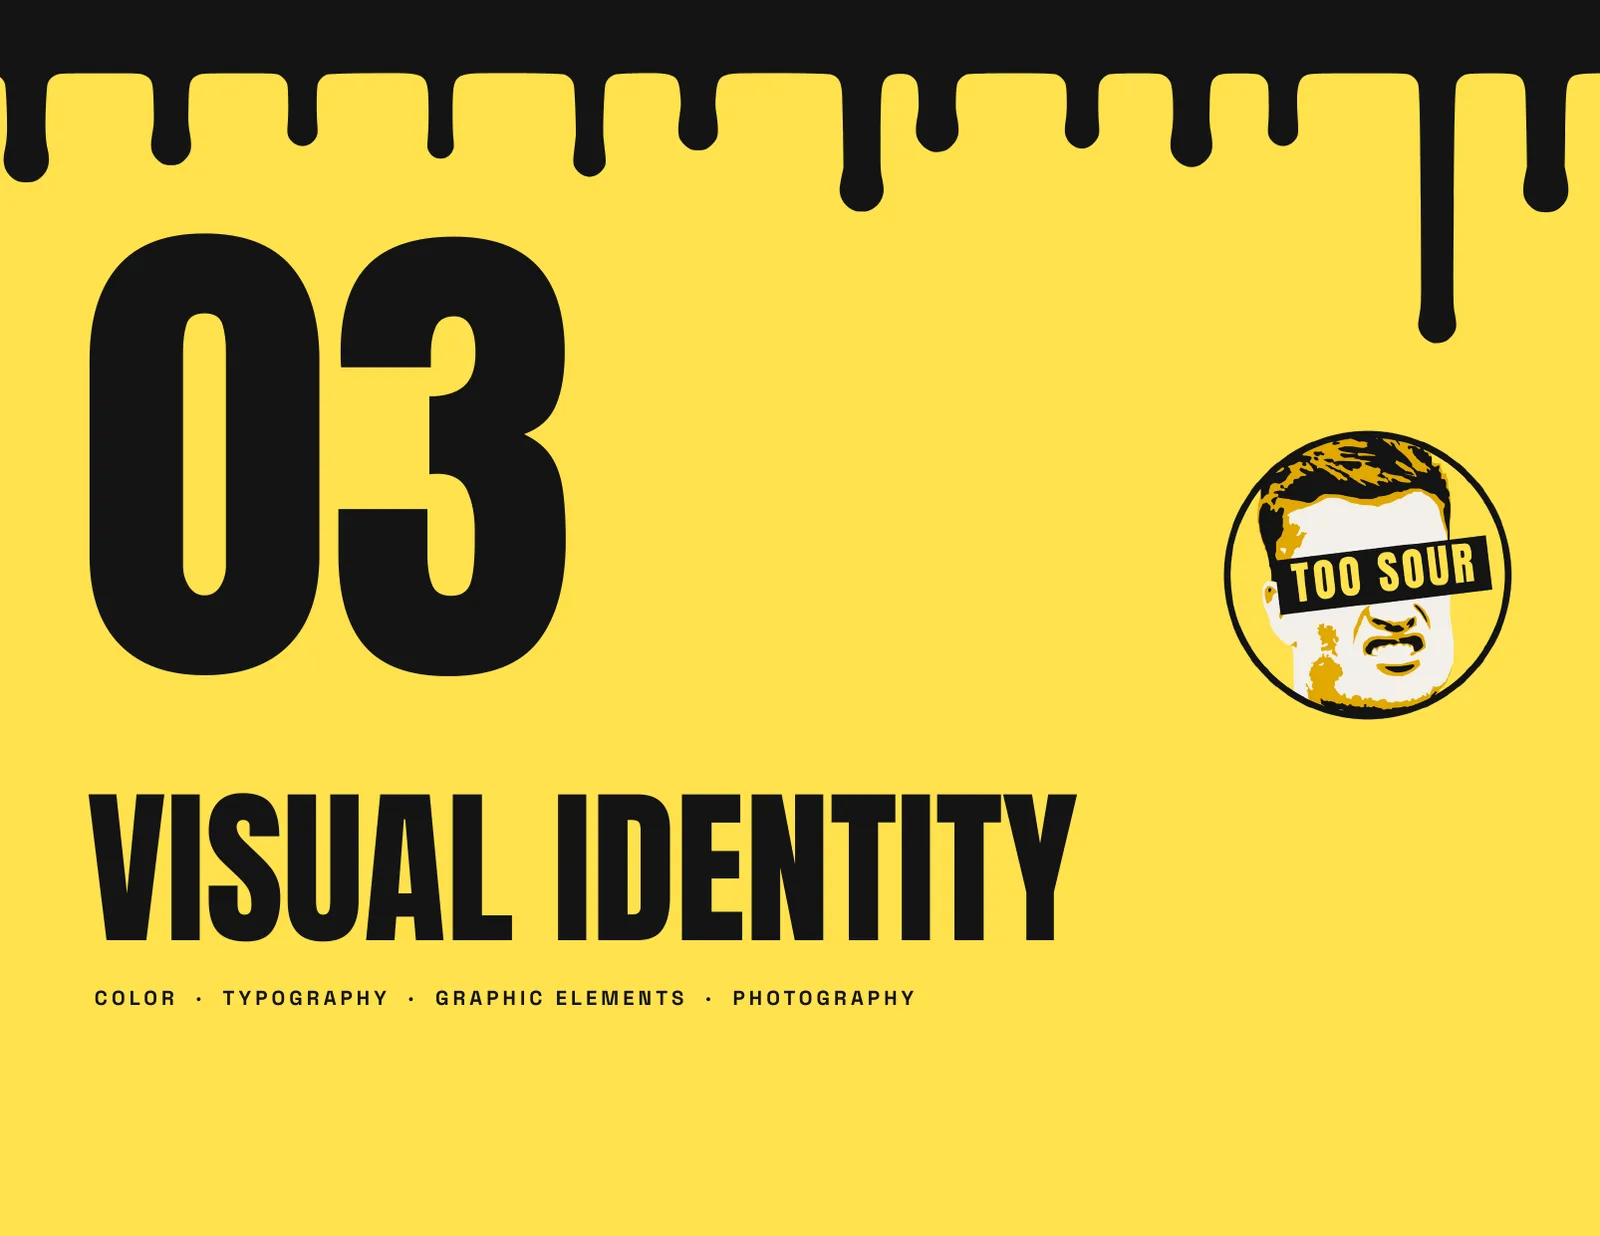 03
TOO SOUR
VISUAL IDENTITY
COLOR · TYPOGRAPHY · GRAPHIC ELEMENTS · PHOTOGRAPHY